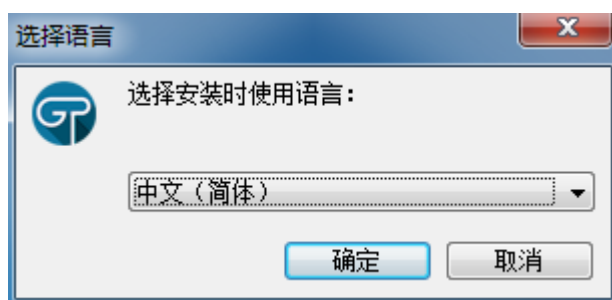 选择语言
选择安装时使用语言：
中文（简体）
确定
取消